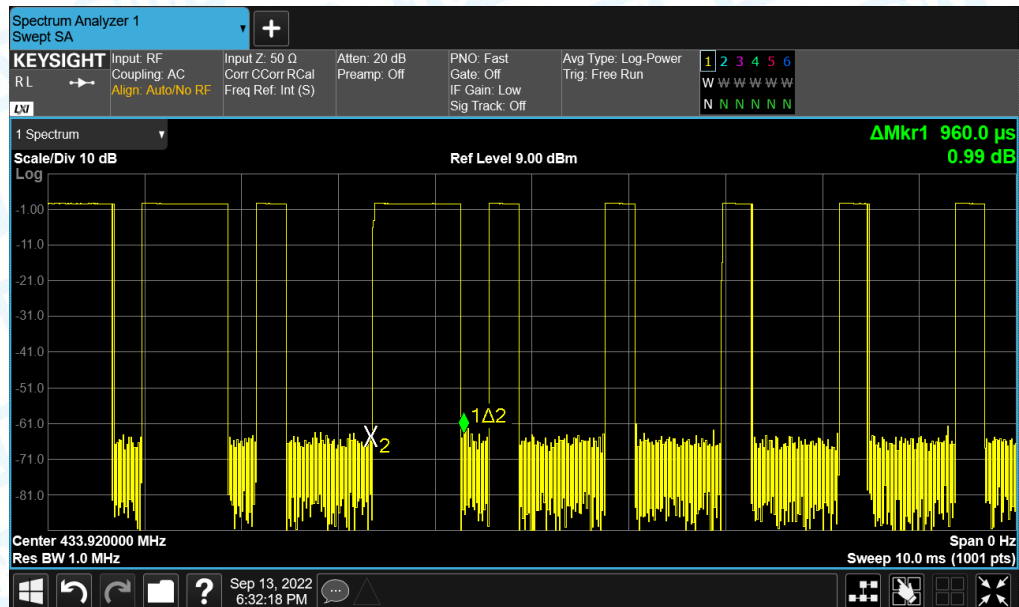 Spectrum Analyzer 1
Swept SA
KEYSIGHT
RL
LXI
Input: RF
Coupling: AC
Align: Auto/No RF
Input Z: 50 Ω
Corr CCorr RCal
Freq Ref: Int (S)
Atten: 20 dB
Preamp: Off
PNO: Fast
Gate: Off
IF Gain: Low
Sig Track: Off
Avg Type: Log-Power
Trig: Free Run
1 2 3 4 5 6
W W W W W W
N N N N N N
1 Spectrum
ΔMkr1 960.0 µs
0.99 dB
Scale/Div 10 dB
Ref Level 9.00 dBm
Log
-1.00
-11.0
-21.0
-31.0
-41.0
-51.0
-61.0
-71.0
-81.0
1Δ2
X2
Center 433.920000 MHz
Span 0 Hz
Res BW 1.0 MHz
Sweep 10.0 ms (1001 pts)
?
Sep 13, 2022
6:32:18 PM